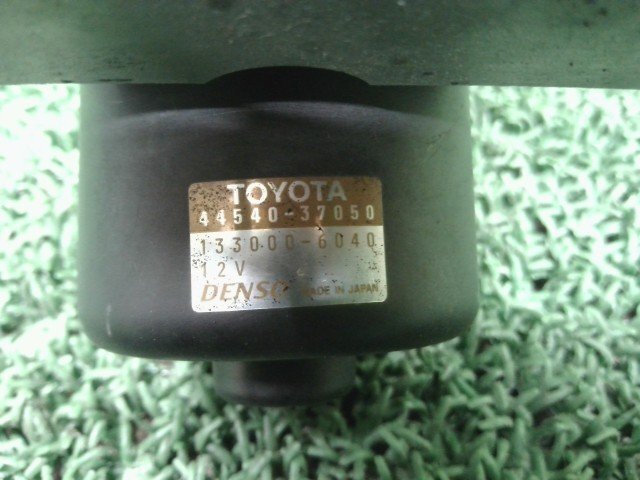 TOYOTA
44540-37050
133000-6040
12V
DENSO MADE IN JAPAN